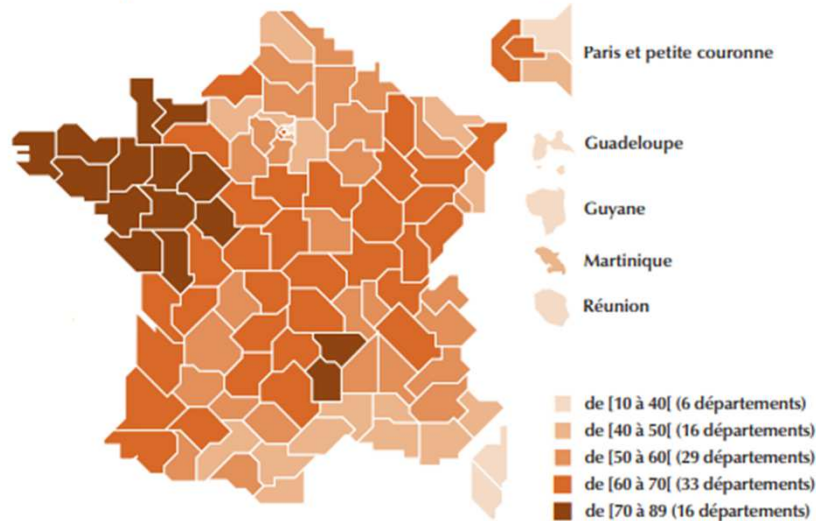 Paris et petite couronne
Guadeloupe
Guyane
Martinique
Réunion
de [10 à 40[ (6 départements)
de [40 à 50[ (16 départements)
de [50 à 60[ (29 départements)
de [60 à 70[ (33 départements)
de [70 à 89 (16 départements)